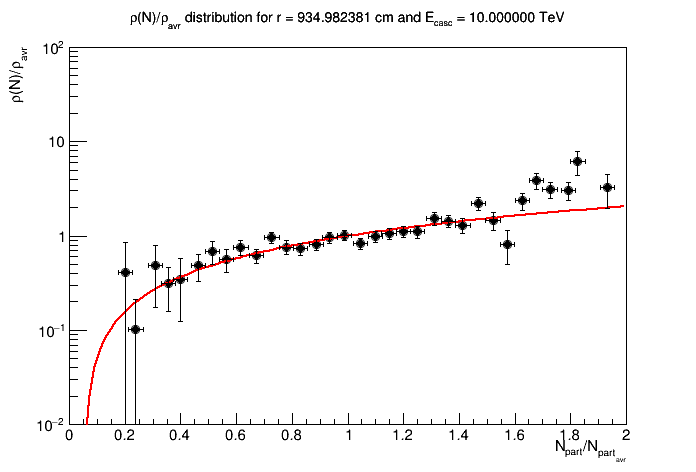 ρ(N)/ρavr distribution for r = 934.982381 cm and Ecasc = 10.000000 TeV
ρ(N)/ρavr
10²
10
1
10⁻¹
10⁻²
0 0.2 0.4 0.6 0.8 1 1.2 1.4 1.6 1.8 2
Npart/Npartavr